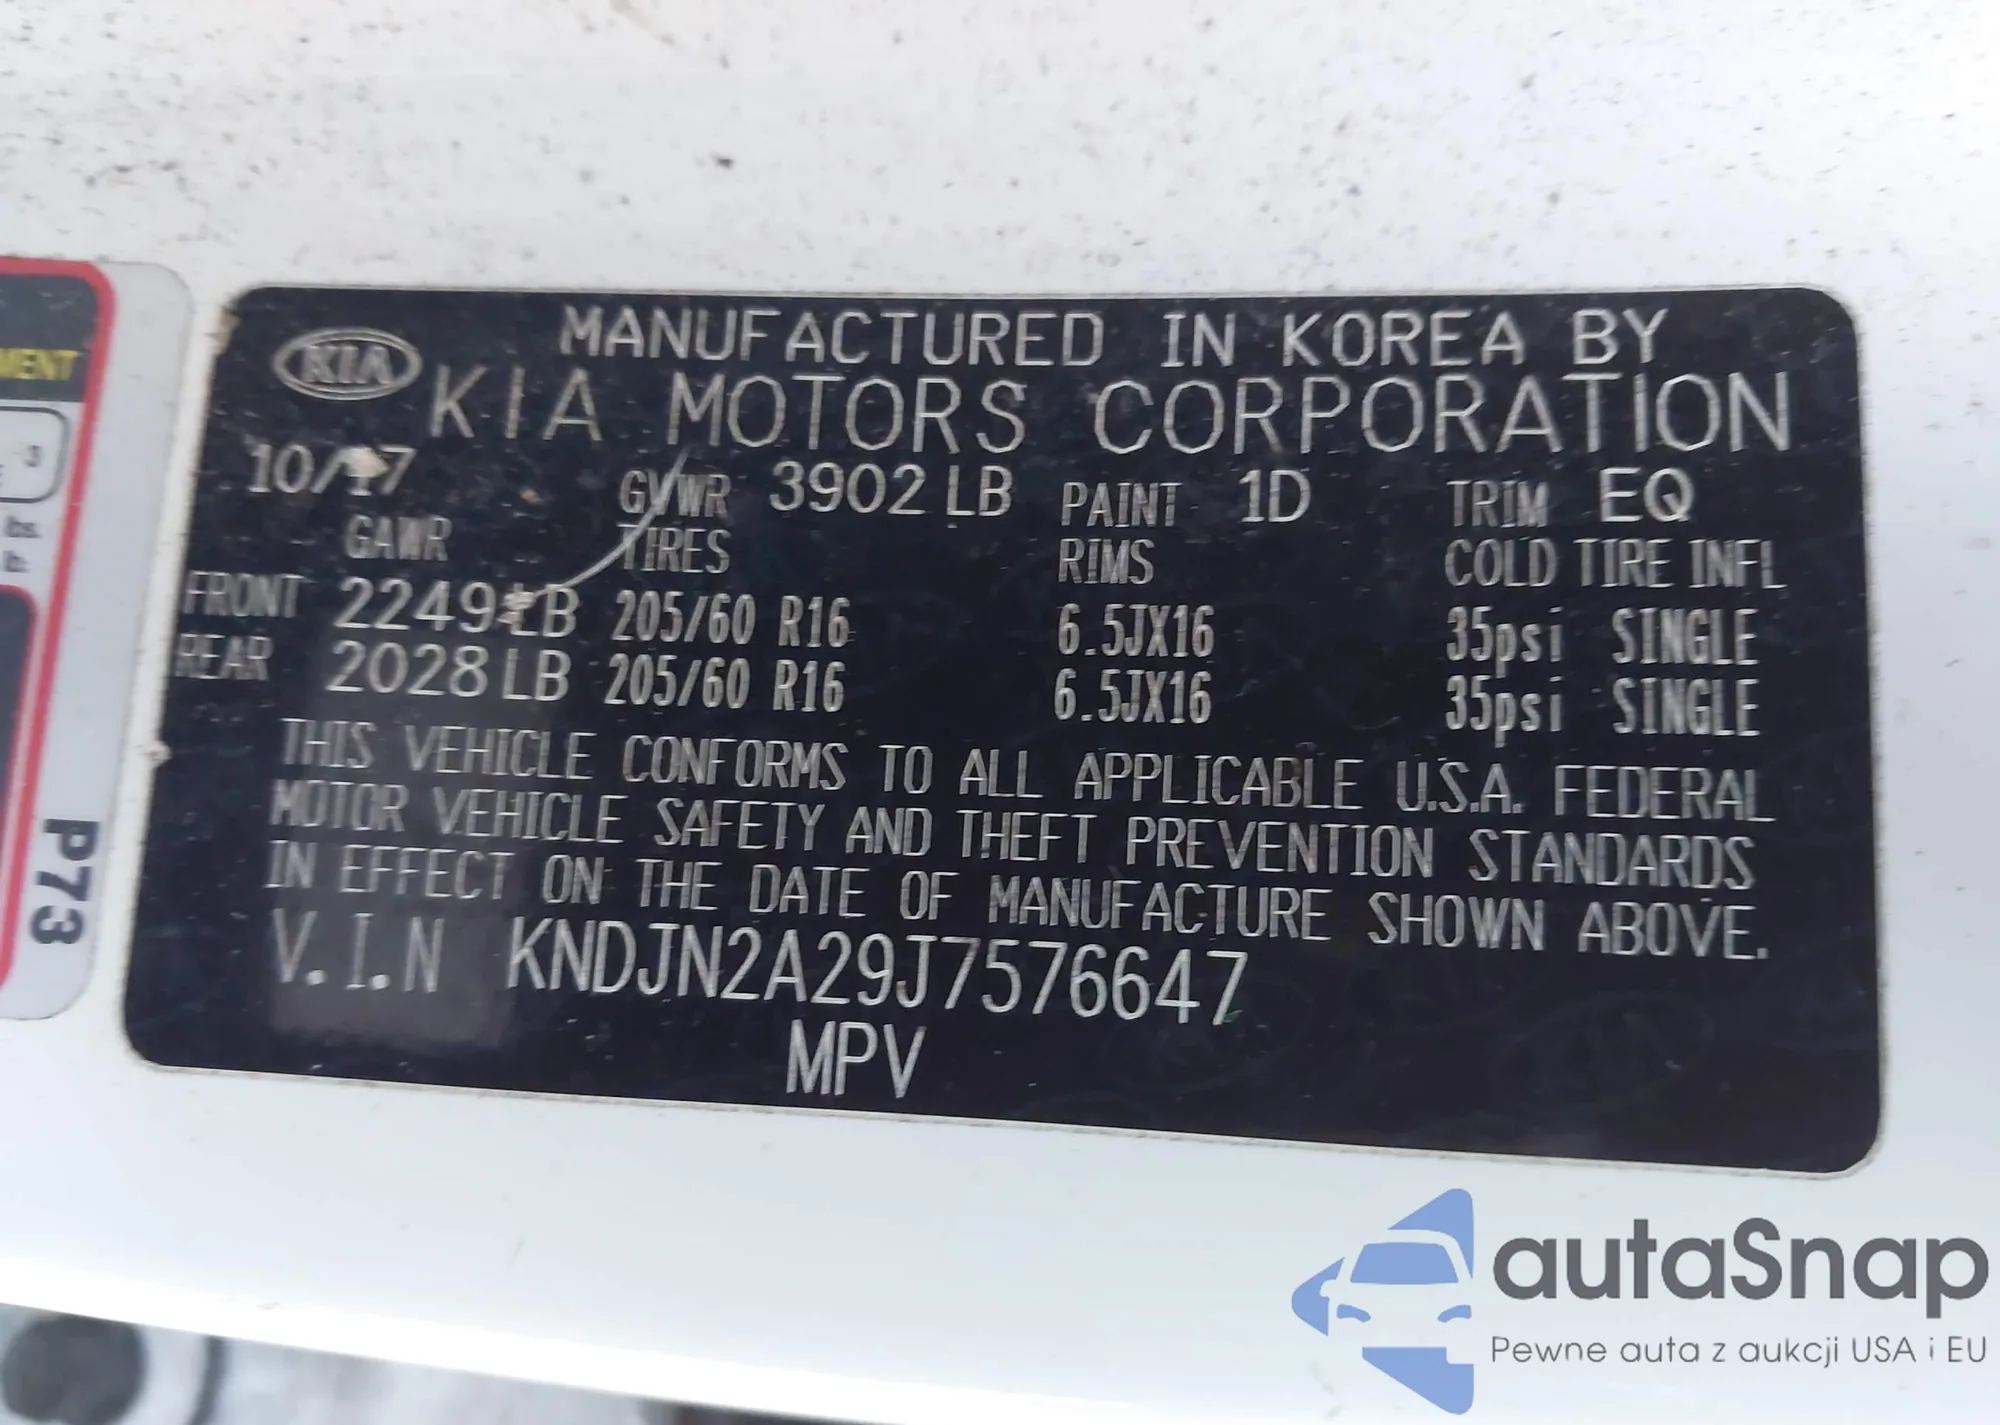 MANUFACTURED IN KOREA BY
KIA KIA MOTORS CORPORATION
10/17 GVWR 3902 LB PAINT 1D TRIM EQ
GAWR TIRES RIMS COLD TIRE INFL
FRONT 2249 LB 205/60 R16 6.5JX16 35psi SINGLE
REAR 2028 LB 205/60 R16 6.5JX16 35psi SINGLE
THIS VEHICLE CONFORMS TO ALL APPLICABLE U.S.A. FEDERAL
MOTOR VEHICLE SAFETY AND THEFT PREVENTION STANDARDS
IN EFFECT ON THE DATE OF MANUFACTURE SHOWN ABOVE.
V.I.N KNDJN2A29J7576647
MPV
P73
autaSnap
Pewne auta z aukcji USA i EU